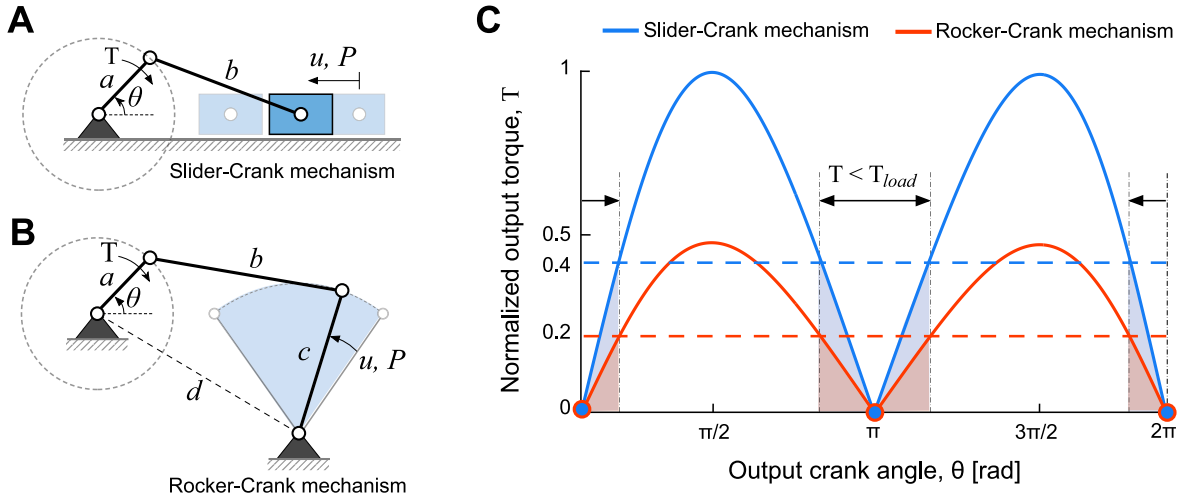 A
T
a
θ
b
u, P
Slider-Crank mechanism
B
T
a
θ
b
c
u, P
d
Rocker-Crank mechanism
C
Slider-Crank mechanism
Rocker-Crank mechanism
Normalized output torque, T
1
0.5
0.4
0.2
0
T < Tload
π/2
π
3π/2
2π
Output crank angle, θ [rad]